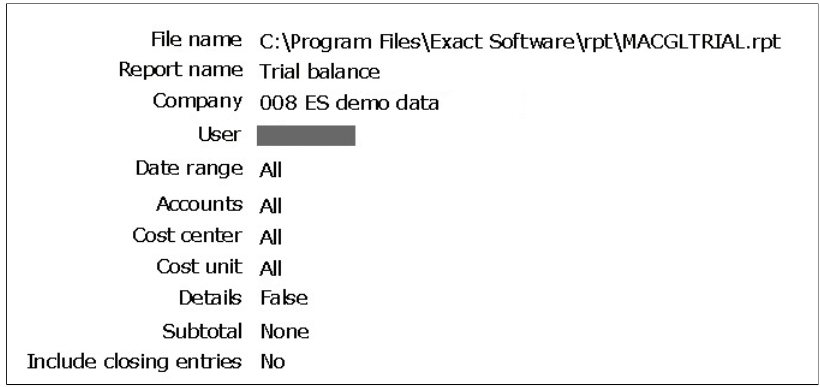 File name C:\Program Files\Exact Software\rpt\MACGLTRIAL.rpt
Report name Trial balance
Company 008 ES demo data
User
Date range All
Accounts All
Cost center All
Cost unit All
Details False
Subtotal None
Include closing entries No